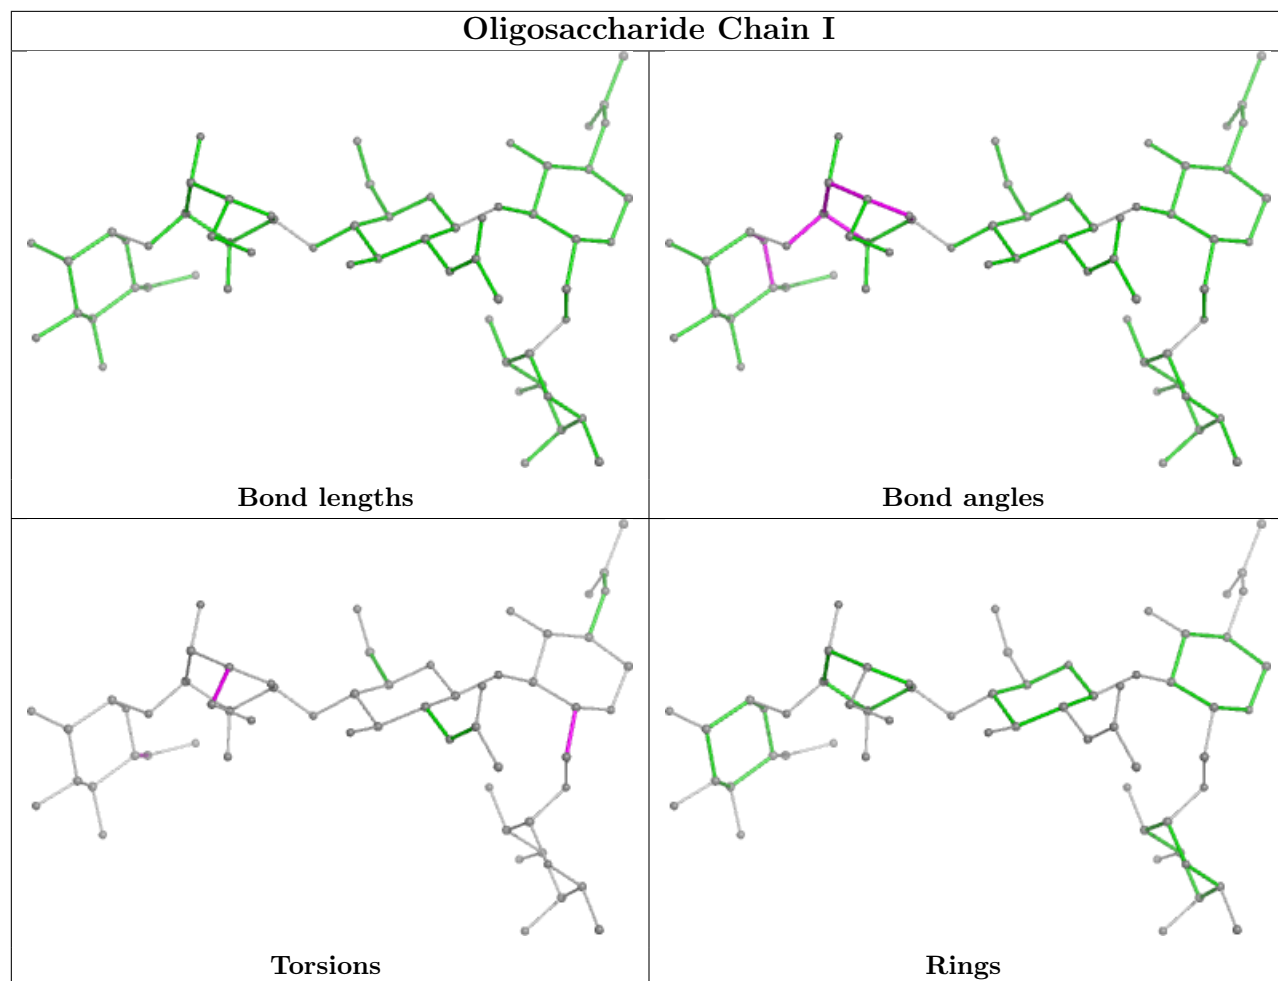 Oligosaccharide Chain I
Bond lengths
Bond angles
Torsions
Rings